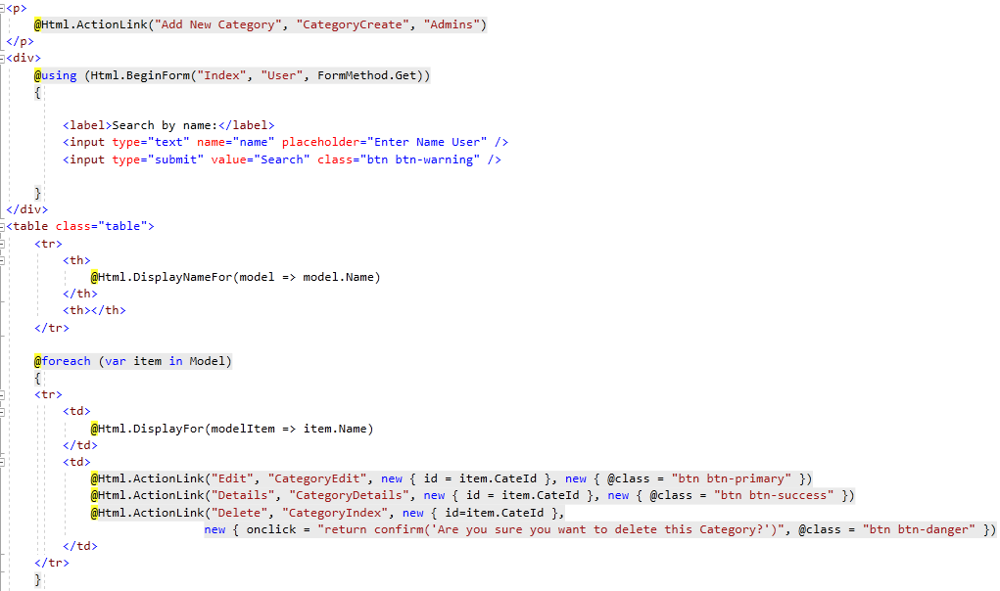 <p>
    @Html.ActionLink("Add New Category", "CategoryCreate", "Admins")
</p>
<div>
    @using (Html.BeginForm("Index", "User", FormMethod.Get))
    {
        <label>Search by name:</label>
        <input type="text" name="name" placeholder="Enter Name User" />
        <input type="submit" value="Search" class="btn btn-warning" />
    }
</div>
<table class="table">
    <tr>
        <th>
            @Html.DisplayNameFor(model => model.Name)
        </th>
        <th></th>
    </tr>
    @foreach (var item in Model)
    {
    <tr>
        <td>
            @Html.DisplayFor(modelItem => item.Name)
        </td>
        <td>
            @Html.ActionLink("Edit", "CategoryEdit", new { id = item.CateId }, new { @class = "btn btn-primary" })
            @Html.ActionLink("Details", "CategoryDetails", new { id = item.CateId }, new { @class = "btn btn-success" })
            @Html.ActionLink("Delete", "CategoryIndex", new { id=item.CateId },
                            new { onclick = "return confirm('Are you sure you want to delete this Category?')", @class = "btn btn-danger" })
        </td>
    </tr>
    }